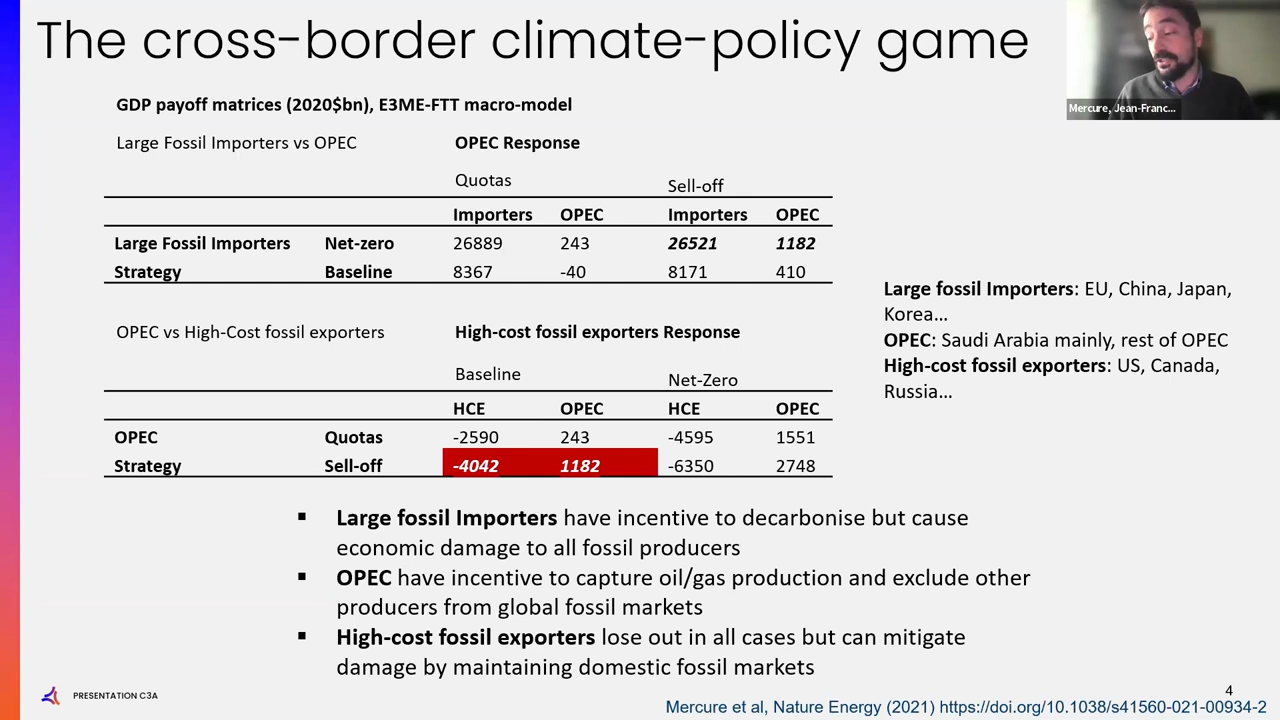 The cross-border climate-policy game
Mercure, Jean-Franc...
GDP payoff matrices (2020$bn), E3ME-FTT macro-model
Large Fossil Importers vs OPEC OPEC Response
Quotas Sell-off
Importers OPEC Importers OPEC
Large Fossil Importers Net-zero 26889 243 26521 1182
Strategy Baseline 8367 -40 8171 410
Large fossil Importers: EU, China, Japan,
Korea...
OPEC: Saudi Arabia mainly, rest of OPEC
High-cost fossil exporters: US, Canada,
Russia...
OPEC vs High-Cost fossil exporters High-cost fossil exporters Response
Baseline Net-Zero
HCE OPEC HCE OPEC
OPEC Quotas -2590 243 -4595 1551
Strategy Sell-off -4042 1182 -6350 2748
▪ Large fossil Importers have incentive to decarbonise but cause
economic damage to all fossil producers
▪ OPEC have incentive to capture oil/gas production and exclude other
producers from global fossil markets
▪ High-cost fossil exporters lose out in all cases but can mitigate
damage by maintaining domestic fossil markets
PRESENTATION C3A
4
Mercure et al, Nature Energy (2021) https://doi.org/10.1038/s41560-021-00934-2